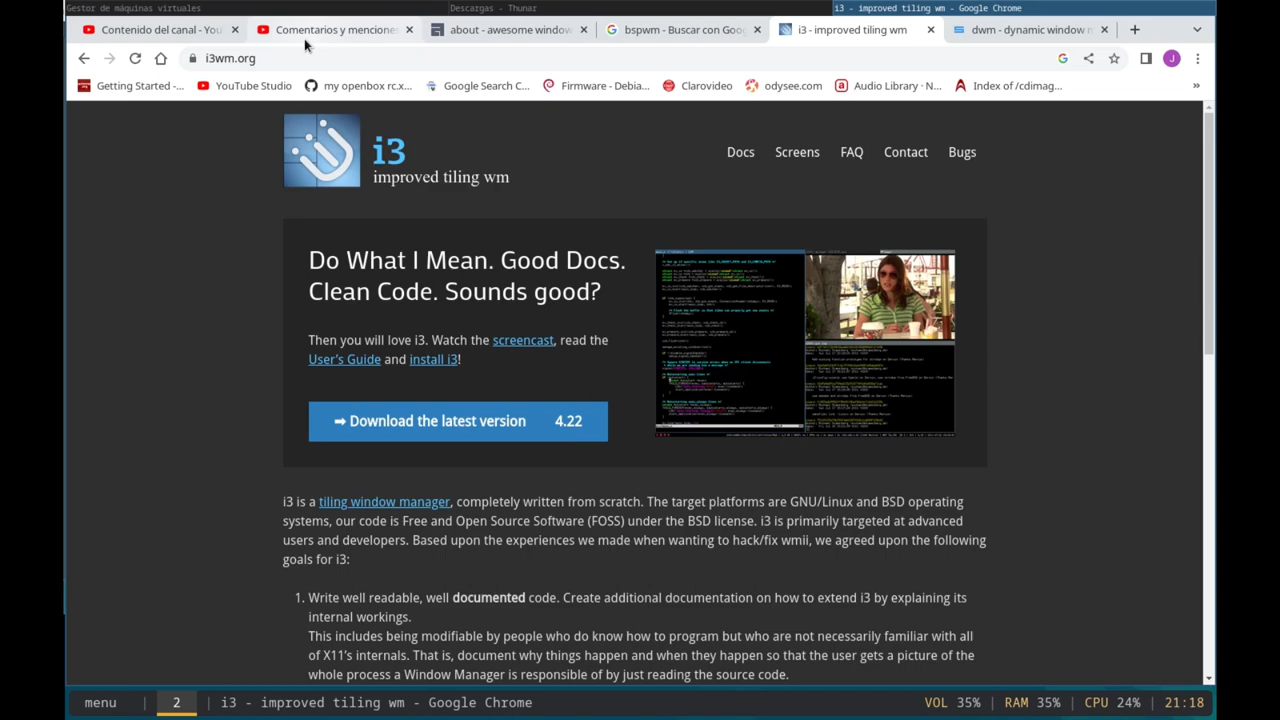 Gestor de máquinas virtuales
Descargas - Thunar
i3 - improved tiling wm - Google Chrome
Contenido del canal - You
Comentarios y menciones
about - awesome window
bspwm - Buscar con Goog
i3 - improved tiling wm
dwm - dynamic window m
i3wm.org
J
Getting Started -...
YouTube Studio
my openbox rc.x...
Google Search C...
Firmware - Debia...
Clarovideo
odysee.com
Audio Library · N...
Index of /cdimag...
»
i3
improved tiling wm
Docs
Screens
FAQ
Contact
Bugs
Do What I Mean. Good Docs.
Clean Code. Sounds good?
Then you will love i3. Watch the screencast, read the
User's Guide and install i3!
➡ Download the latest version 4.22
i3 is a tiling window manager, completely written from scratch. The target platforms are GNU/Linux and BSD operating
systems, our code is Free and Open Source Software (FOSS) under the BSD license. i3 is primarily targeted at advanced
users and developers. Based upon the experiences we made when wanting to hack/fix wmii, we agreed upon the following
goals for i3:
1. Write well readable, well documented code. Create additional documentation on how to extend i3 by explaining its
internal workings.
This includes being modifiable by people who do know how to program but who are not necessarily familiar with all
of X11's internals. That is, document why things happen and when they happen so that the user gets a picture of the
whole process a Window Manager is responsible of by just reading the source code.
menu | 2 | i3 - improved tiling wm - Google Chrome
VOL 35% | RAM 35% | CPU 24% | 21:18